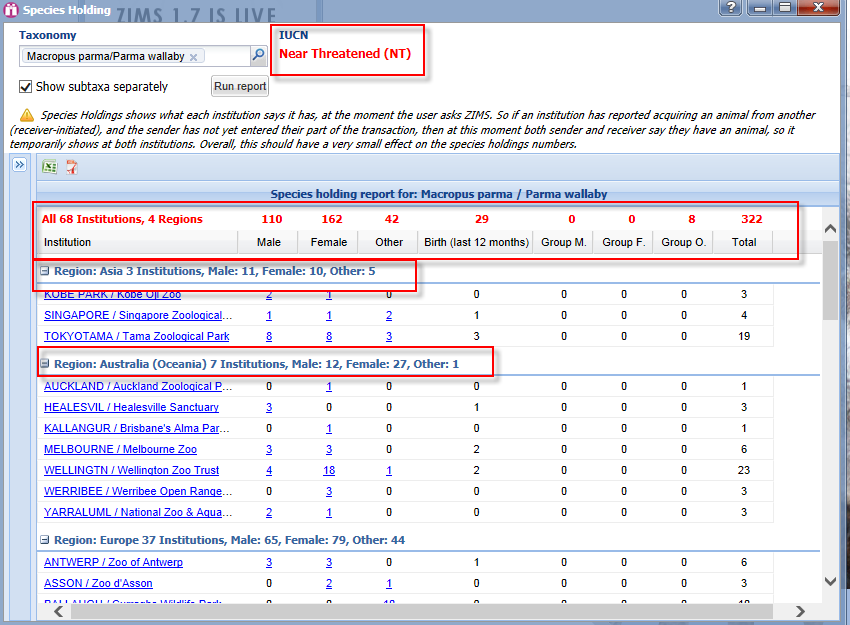 Species Holding
ZIMS 1.7 IS LIVE
Taxonomy
Macropus parma/Parma wallaby
IUCN
Near Threatened (NT)
Show subtaxa separately
Run report
Species Holdings shows what each institution says it has, at the moment the user asks ZIMS. So if an institution has reported acquiring an animal from another
(receiver-initiated), and the sender has not yet entered their part of the transaction, then at this moment both sender and receiver say they have an animal, so it
temporarily shows at both institutions. Overall, this should have a very small effect on the species holdings numbers.
Species holding report for: Macropus parma / Parma wallaby
All 68 Institutions, 4 Regions 110 162 42 29 0 0 8 322
Institution Male Female Other Birth (last 12 months) Group M. Group F. Group O. Total
Region: Asia 3 Institutions, Male: 11, Female: 10, Other: 5
KOBE PARK / Kobe Oji Zoo 2 1 0 0 0 0 0 3
SINGAPORE / Singapore Zoological... 1 1 2 1 0 0 0 4
TOKYOTAMA / Tama Zoological Park 8 8 3 3 0 0 0 19
Region: Australia (Oceania) 7 Institutions, Male: 12, Female: 27, Other: 1
AUCKLAND / Auckland Zoological P... 0 1 0 0 0 0 0 1
HEALESVIL / Healesville Sanctuary 3 0 0 1 0 0 0 3
KALLANGUR / Brisbane's Alma Par... 0 1 0 0 0 0 0 1
MELBOURNE / Melbourne Zoo 3 3 0 2 0 0 0 6
WELLINGTN / Wellington Zoo Trust 4 18 1 2 0 0 0 23
WERRIBEE / Werribee Open Range... 0 3 0 0 0 0 0 3
YARRALUML / National Zoo & Aqua... 2 1 0 0 0 0 0 3
Region: Europe 37 Institutions, Male: 65, Female: 79, Other: 44
ANTWERP / Zoo of Antwerp 3 3 0 1 0 0 0 6
ASSON / Zoo d'Asson 0 2 1 0 0 0 0 3